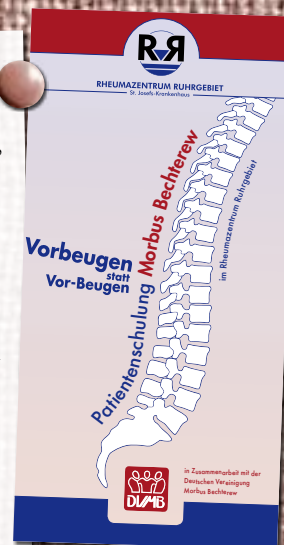 RR
RHEUMAZENTRUM RUHRGEBIET
St. Josefs-Krankenhaus
Vorbeugen
statt
Vor-Beugen
Patientenschulung Morbus Bechterew
im Rheumazentrum Ruhrgebiet
DVMB
in Zusammenarbeit mit der
Deutschen Vereinigung
Morbus Bechterew